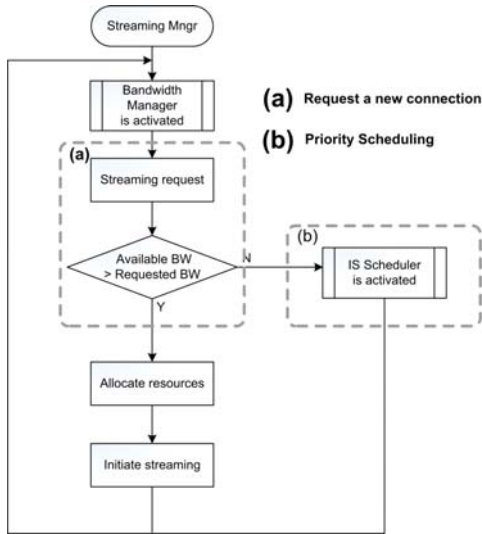 Streaming Mngr
Bandwidth
Manager
is activated
(a) Request a new connection
(b) Priority Scheduling
(a)
Streaming request
Available BW
> Requested BW
N
Y
(b)
IS Scheduler
is activated
Allocate resources
Initiate streaming